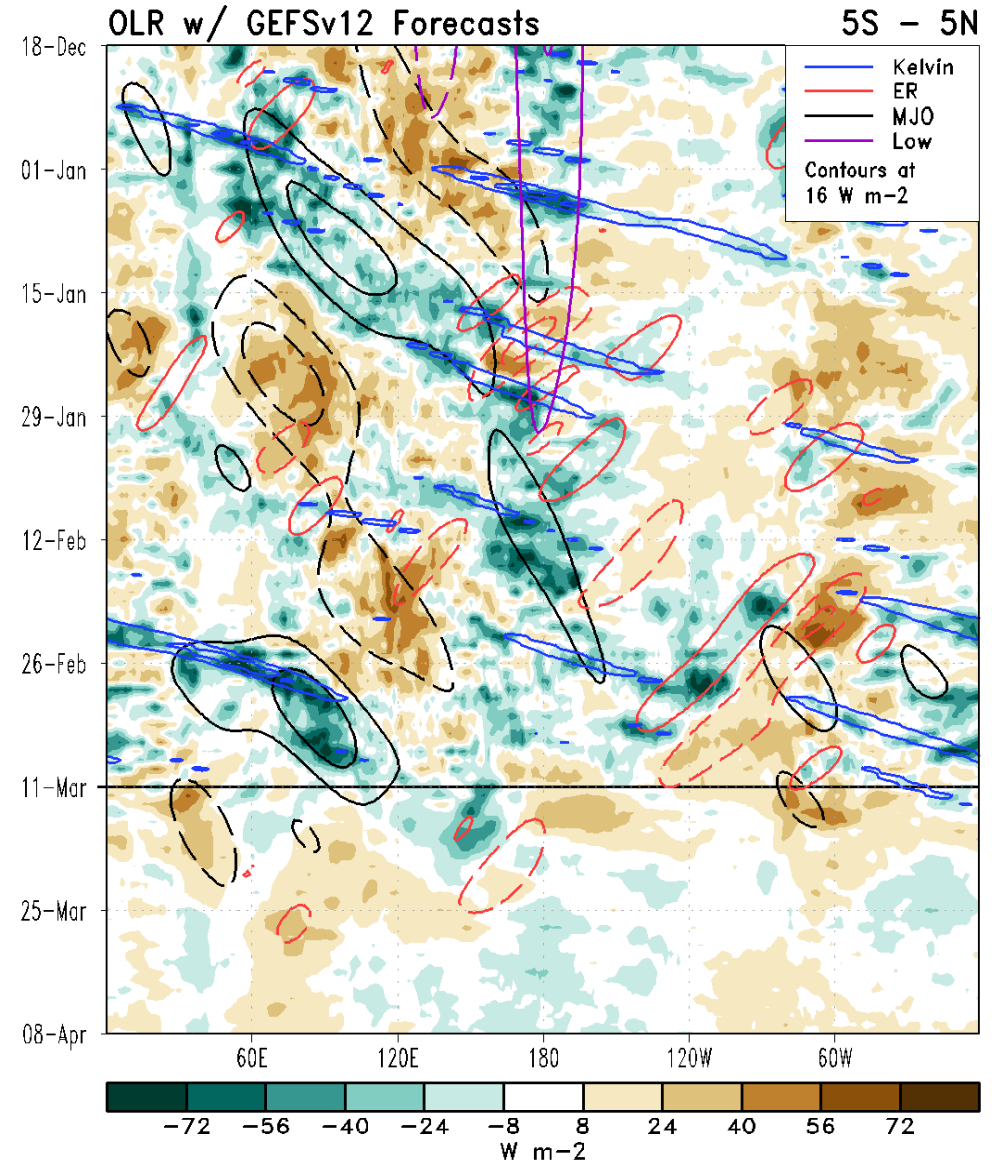 OLR w/ GEFSv12 Forecasts 5S - 5N
18-Dec
01-Jan
15-Jan
29-Jan
12-Feb
26-Feb
11-Mar
25-Mar
08-Apr
Kelvin
ER
MJO
Low
Contours at
16 W m-2
60E 120E 180 120W 60W
-72 -56 -40 -24 -8 8 24 40 56 72
W m-2